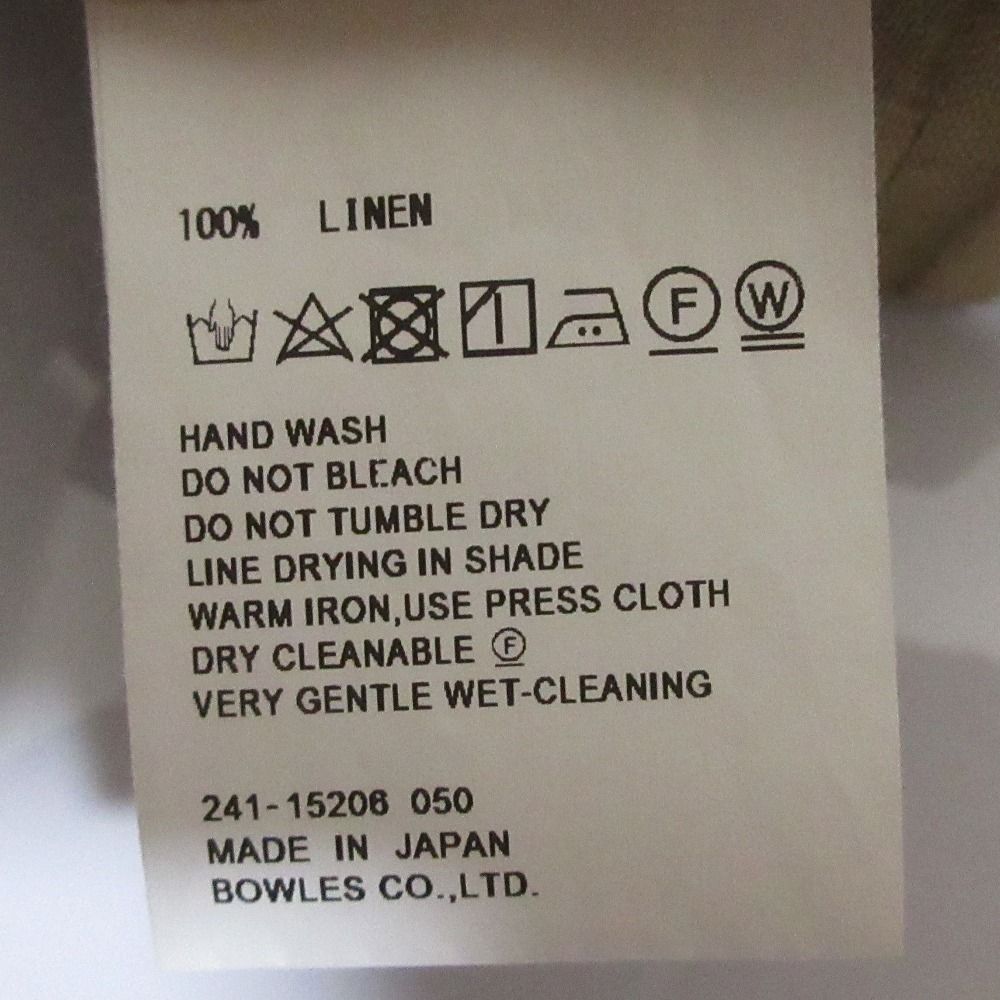 100% LINEN
F W
HAND WASH
DO NOT BLEACH
DO NOT TUMBLE DRY
LINE DRYING IN SHADE
WARM IRON,USE PRESS CLOTH
DRY CLEANABLE Ⓕ
VERY GENTLE WET-CLEANING
241-15206 050
MADE IN JAPAN
BOWLES CO.,LTD.